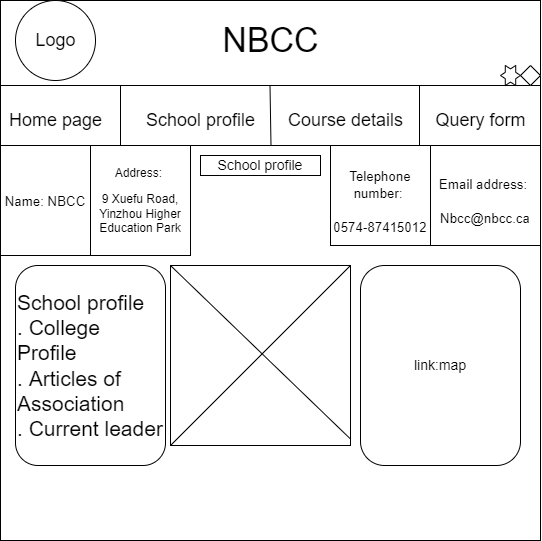 Logo
NBCC
Home page
School profile
Course details
Query form
Name: NBCC
Address:
9 Xuefu Road,
Yinzhou Higher
Education Park
School profile
Telephone
number:
0574-87415012
Email address:
Nbcc@nbcc.ca
School profile
. College
Profile
. Articles of
Association
. Current leader
link:map